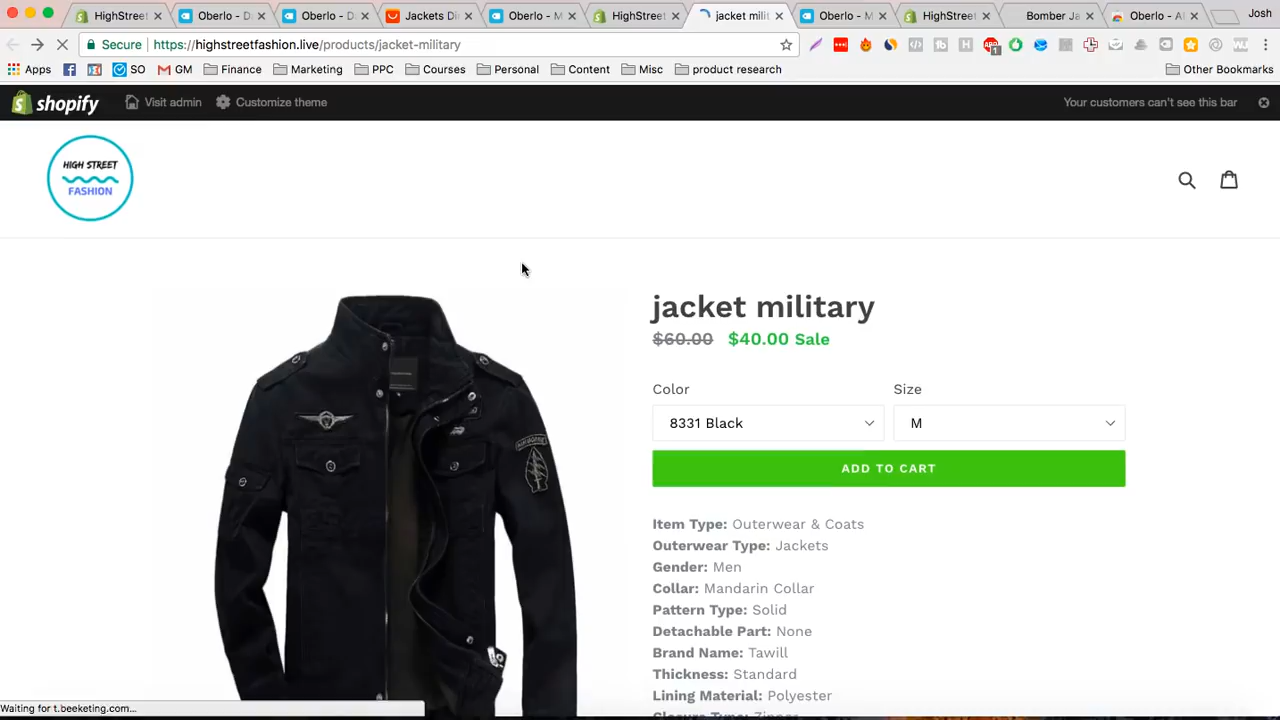 HighStreet
Oberlo - D
Oberlo - D
Jackets Di
Oberlo - M
HighStreet
jacket milit
Oberlo - M
HighStreet
Bomber Ja
Oberlo - Al
Josh
Secure
https://highstreetfashion.live/products/jacket-military
Apps
SO
GM
Finance
Marketing
PPC
Courses
Personal
Content
Misc
product research
Other Bookmarks
shopify
Visit admin
Customize theme
Your customers can't see this bar
HIGH STREET
FASHION
jacket military
$60.00 $40.00 Sale
Color
Size
8331 Black
M
ADD TO CART
Item Type: Outerwear & Coats
Outerwear Type: Jackets
Gender: Men
Collar: Mandarin Collar
Pattern Type: Solid
Detachable Part: None
Brand Name: Tawill
Thickness: Standard
Lining Material: Polyester
Closure Type: Zipper
Waiting for t.beeketing.com...